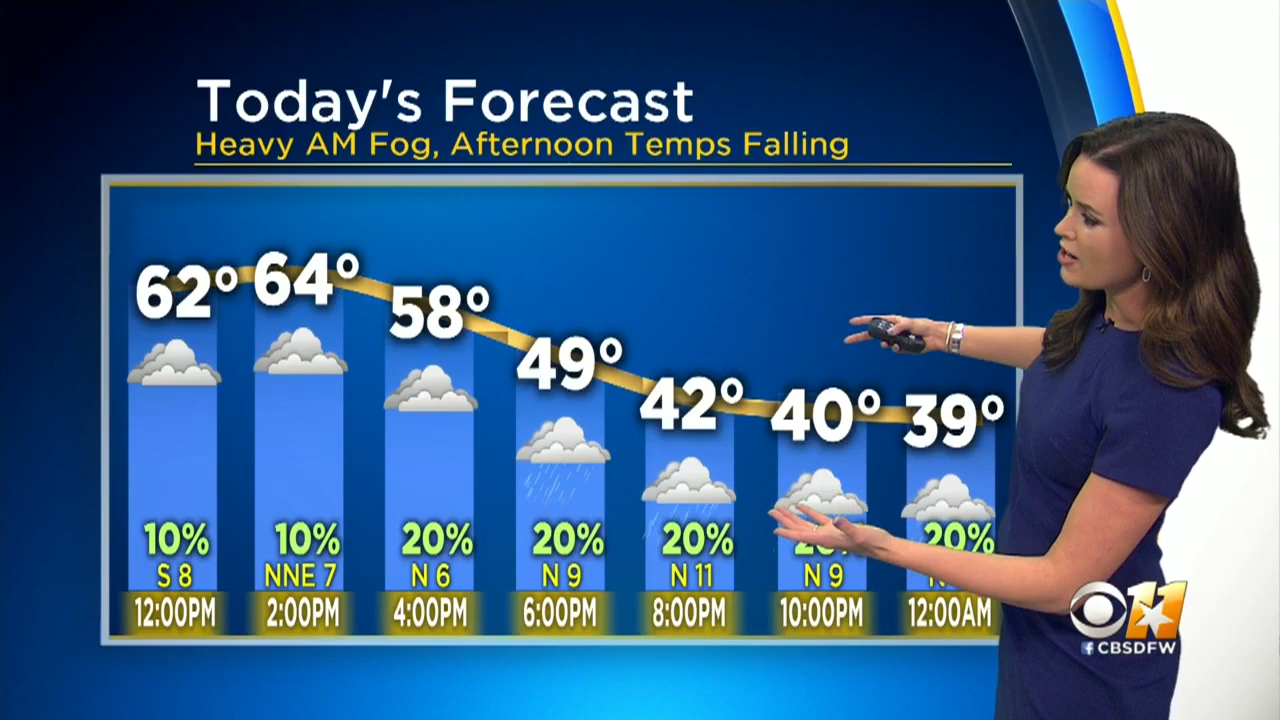 Today's Forecast
Heavy AM Fog, Afternoon Temps Falling
62° 64° 58° 49° 42° 40° 39°
10% 10% 20% 20% 20% 20%
S 8 NNE 7 N 6 N 9 N 11 N 9
12:00PM 2:00PM 4:00PM 6:00PM 8:00PM 10:00PM 12:00AM
11
f CBSDFW